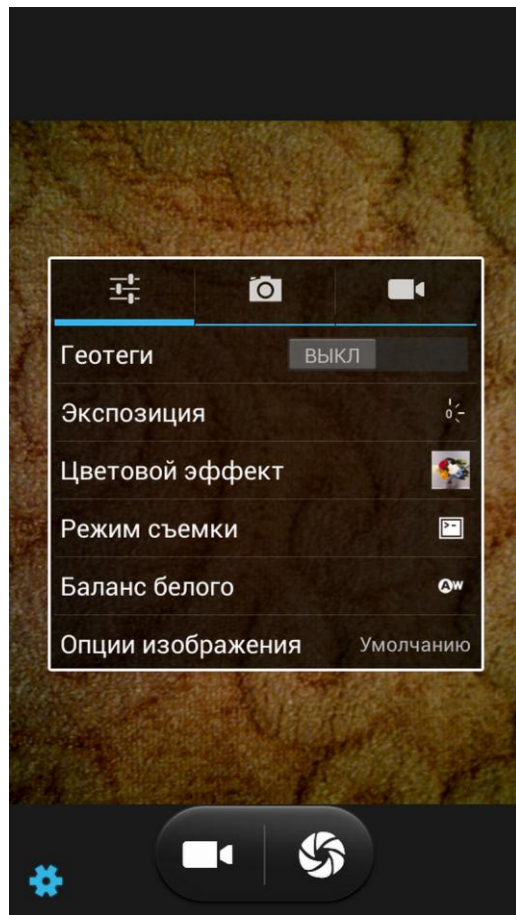 Геотеги ВЫКЛ
Экспозиция
Цветовой эффект
Режим съемки
Баланс белого
Опции изображения Умолчанию